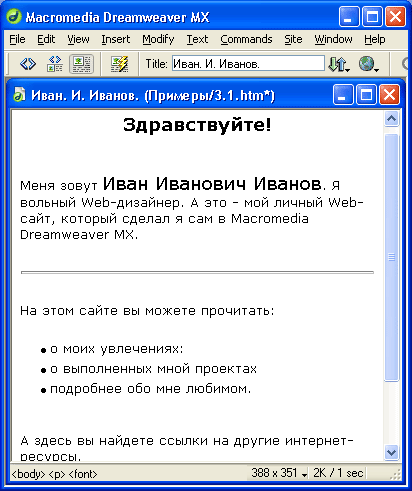 Macromedia Dreamweaver MX
File Edit View Insert Modify Text Commands Site Window Help
Title: Иван. И. Иванов.
Иван. И. Иванов. (Примеры/3.1.htm*)
Здравствуйте!
Меня зовут Иван Иванович Иванов. Я
вольный Web-дизайнер. А это - мой личный Web-
сайт, который сделал я сам в Macromedia
Dreamweaver MX.
На этом сайте вы можете прочитать:
о моих увлечениях:
о выполненных мной проектах
подробнее обо мне любимом.
А здесь вы найдете ссылки на другие интернет-
ресурсы.
<body> <p> <font> 388 x 351 2K / 1 sec